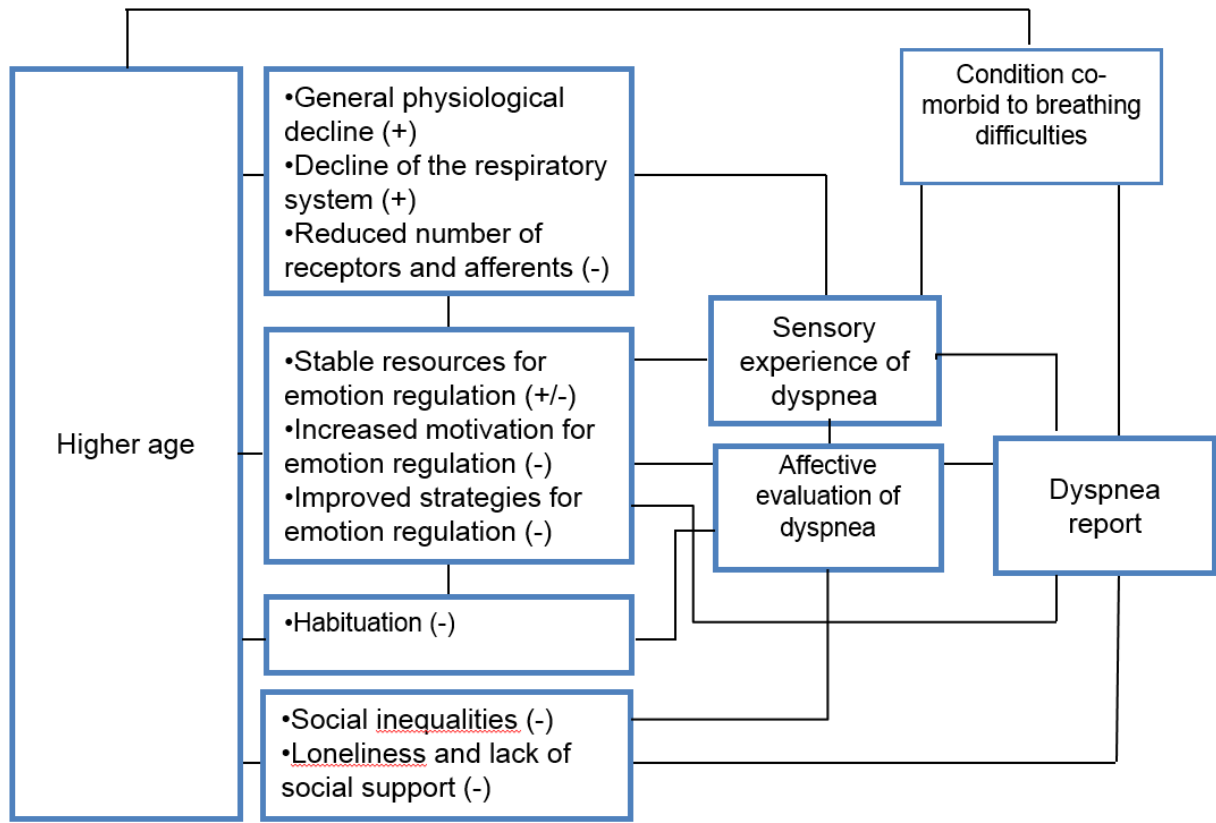 Condition co-
morbid to breathing
difficulties
•General physiological
decline (+)
•Decline of the respiratory
system (+)
•Reduced number of
receptors and afferents (-)
Sensory
experience of
dyspnea
•Stable resources for
emotion regulation (+/-)
•Increased motivation for
emotion regulation (-)
•Improved strategies for
emotion regulation (-)
Higher age
Affective
evaluation of
dyspnea
Dyspnea
report
•Habituation (-)
•Social inequalities (-)
•Loneliness and lack of
social support (-)